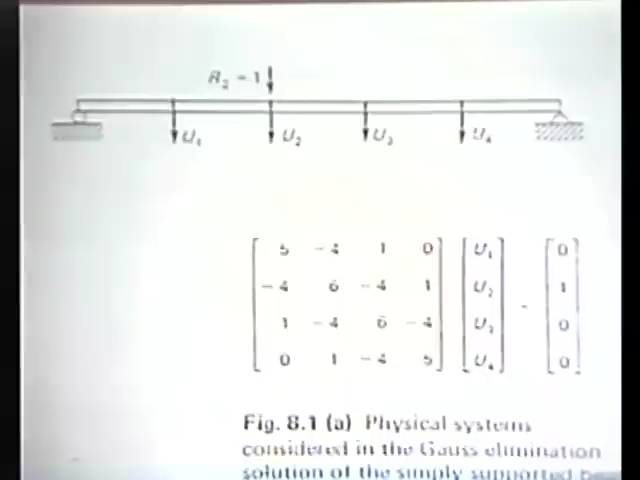 R₂ = 1
U₁ U₂ U₃ U₄
5 -4 1 0 U₁ 0
-4 6 -4 1 U₂ = 1
1 -4 6 -4 U₃ 0
0 1 -4 5 U₄ 0
Fig. 8.1 (a) Physical systems
considered in the Gauss elimination
solution of the simply supported